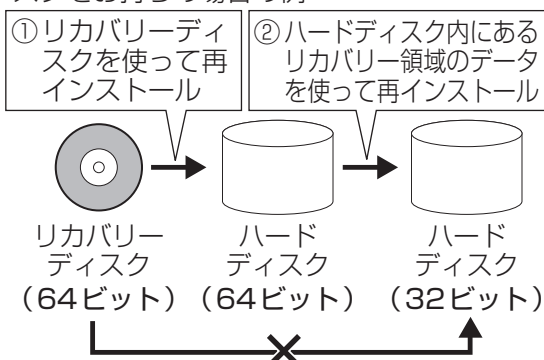 ①リカバリーディ
スクを使って再
インストール
②ハードディスク内にある
リカバリー領域のデータ
を使って再インストール
リカバリー
ディスク
(64ビット)
ハード
ディスク
(64ビット)
ハード
ディスク
(32ビット)